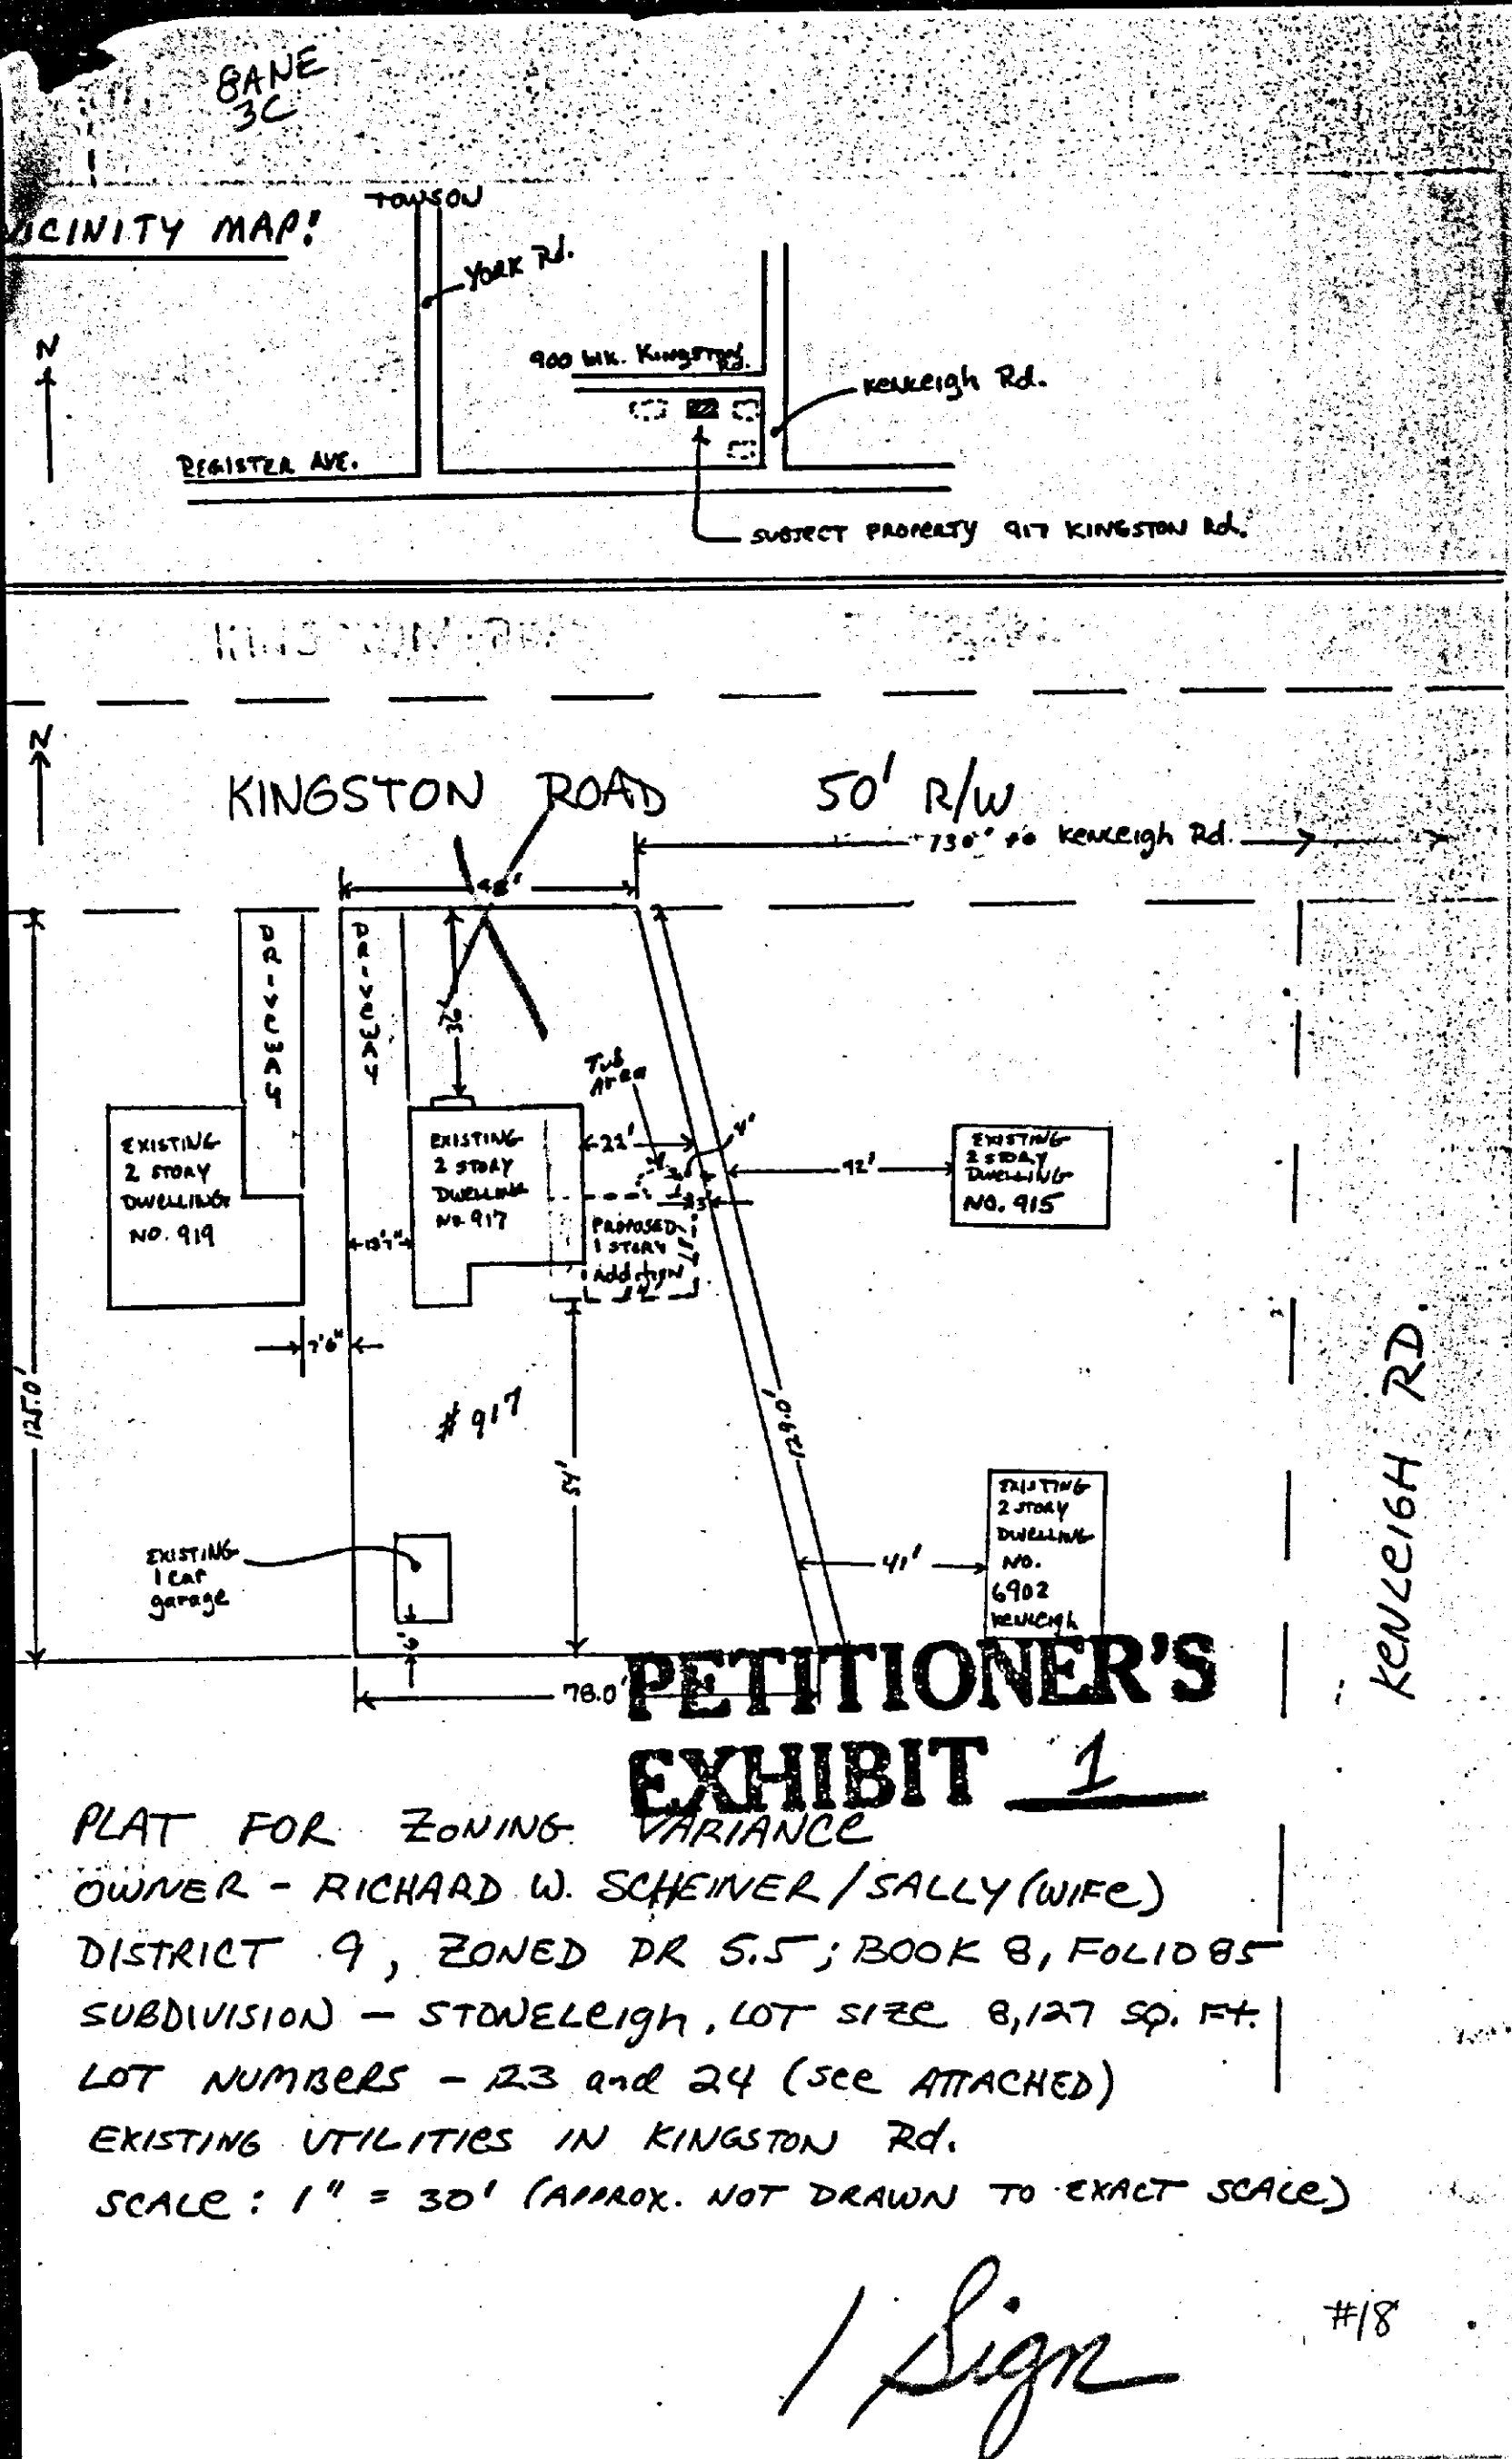 BANE
3C
VICINITY MAP!
TOWSON
YORK Rd.
N
900 blk. Kingston Rd.
Kenleigh Rd.
REGISTER AVE.
SUBJECT PROPERTY 917 KINGSTON Rd.
N
KINGSTON ROAD 50' R/W
730' to Kenleigh Rd.
DRIVEWAY
DRIVEWAY
36'
Tub
Area
EXISTING
2 STORY
DWELLING
NO. 919
EXISTING
2 STORY
DWELLING
No. 917
22'
4'
92'
EXISTING
2 STORY
DWELLING
NO. 915
PROPOSED
1 STORY
Addition
7'6"
125.0'
#917
54'
126.0'
EXISTING
1 car
garage
41'
EXISTING
2 STORY
DWELLING
NO.
6902
Kenleigh
KENLEIGH RD.
78.0'
PETITIONER'S
EXHIBIT 1
PLAT FOR ZONING VARIANCE
OWNER - RICHARD W. SCHEINER / SALLY (WIFE)
DISTRICT 9, ZONED DR 5.5; BOOK 8, FOLIO 85
SUBDIVISION - STONELEIGH, LOT SIZE 8,127 SQ. Ft.
LOT NUMBERS - 23 and 24 (SEE ATTACHED)
EXISTING UTILITIES IN KINGSTON Rd.
SCALE: 1" = 30' (APPROX. NOT DRAWN TO EXACT SCALE)
1 Sign
#18